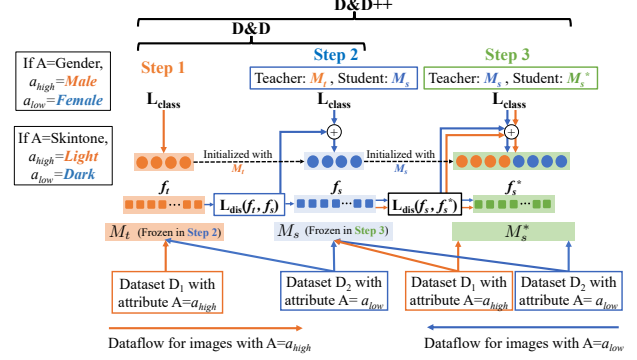 D&D++
D&D
Step 1
Step 2
Step 3
If A=Gender,
a_high=Male
a_low=Female
If A=Skintone,
a_high=Light
a_low=Dark
Teacher: M_t , Student: M_s
Teacher: M_s , Student: M_s^*
L_class
L_class
L_class
Initialized with
M_t
Initialized with
M_s
f_t
f_s
f_s^*
L_dis(f_t, f_s)
L_dis(f_s, f_s^*)
M_t (Frozen in Step 2)
M_s (Frozen in Step 3)
M_s^*
Dataset D_1 with
attribute A=a_high
Dataset D_2 with
attribute A= a_low
Dataset D_1 with
attribute A=a_high
Dataset D_2 with
attribute A= a_low
Dataflow for images with A=a_high
Dataflow for images with A=a_low